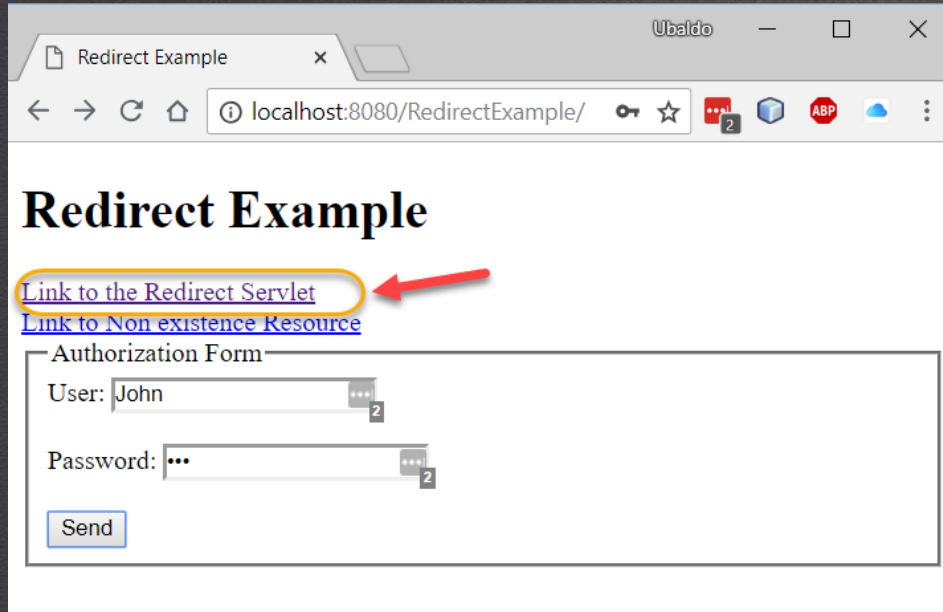 Ubaldo
Redirect Example
localhost:8080/RedirectExample/
2
ABP
Redirect Example
Link to the Redirect Servlet
Link to Non existence Resource
Authorization Form
User: John
2
Password: •••
2
Send